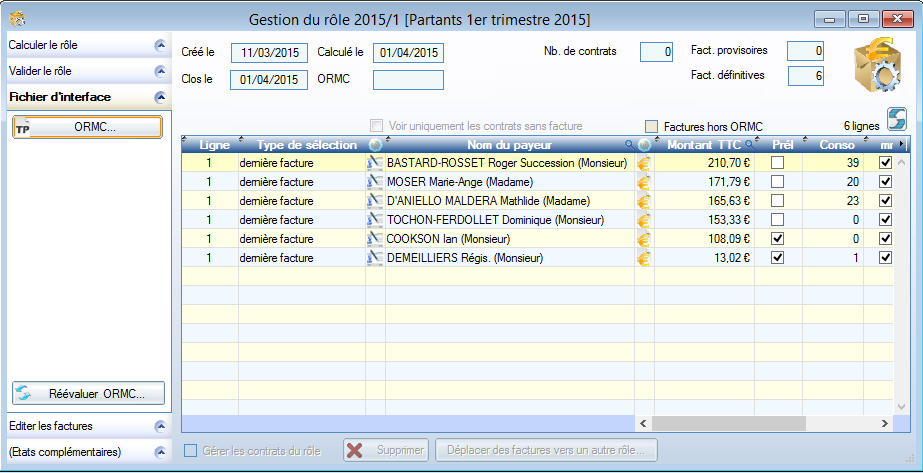 Gestion du rôle 2015/1 [Partants 1er trimestre 2015]
Calculer le rôle
Valider le rôle
Fichier d'interface
TP ORMC...
Réévaluer ORMC...
Editer les factures
(Etats complémentaires)
Créé le 11/03/2015 Calculé le 01/04/2015 Nb. de contrats 0 Fact. provisoires 0
Clos le 01/04/2015 ORMC Fact. définitives 6
Voir uniquement les contrats sans facture Factures hors ORMC 6 lignes
Ligne Type de sélection Nom du payeur Montant TTC Prél Conso mr
1 dernière facture BASTARD-ROSSET Roger Succession (Monsieur) 210,70 € 39
1 dernière facture MOSER Marie-Ange (Madame) 171,79 € 20
1 dernière facture D'ANIELLO MALDERA Mathlide (Madame) 165,63 € 23
1 dernière facture TOCHON-FERDOLLET Dominique (Monsieur) 153,33 € 0
1 dernière facture COOKSON Ian (Monsieur) 108,09 € 0
1 dernière facture DEMEILLIERS Régis. (Monsieur) 13,02 € 1
Gérer les contrats du rôle Supprimer Déplacer des factures vers un autre rôle...